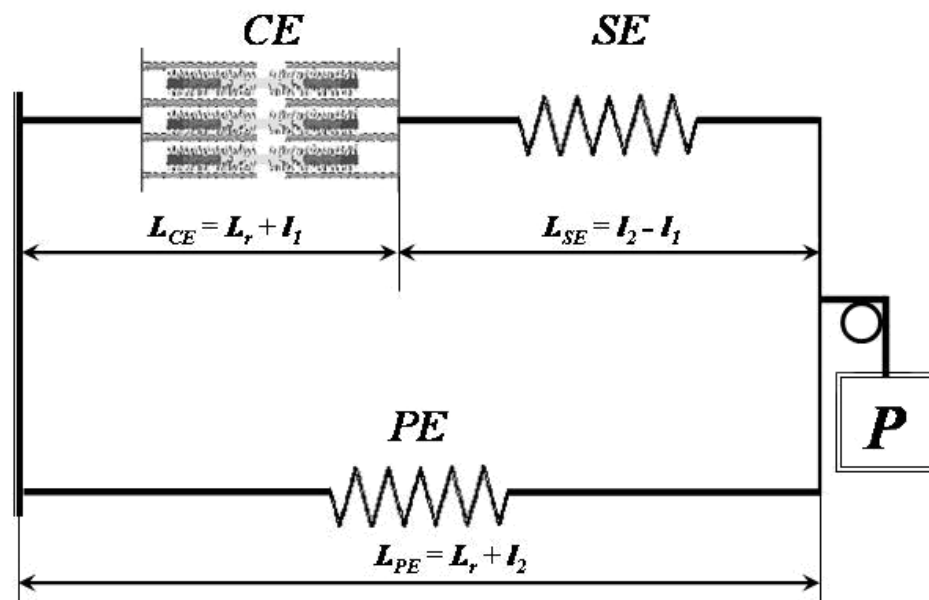 CE
SE
L_CE = L_r + l_1
L_SE = l_2 - l_1
P
PE
L_PE = L_r + l_2